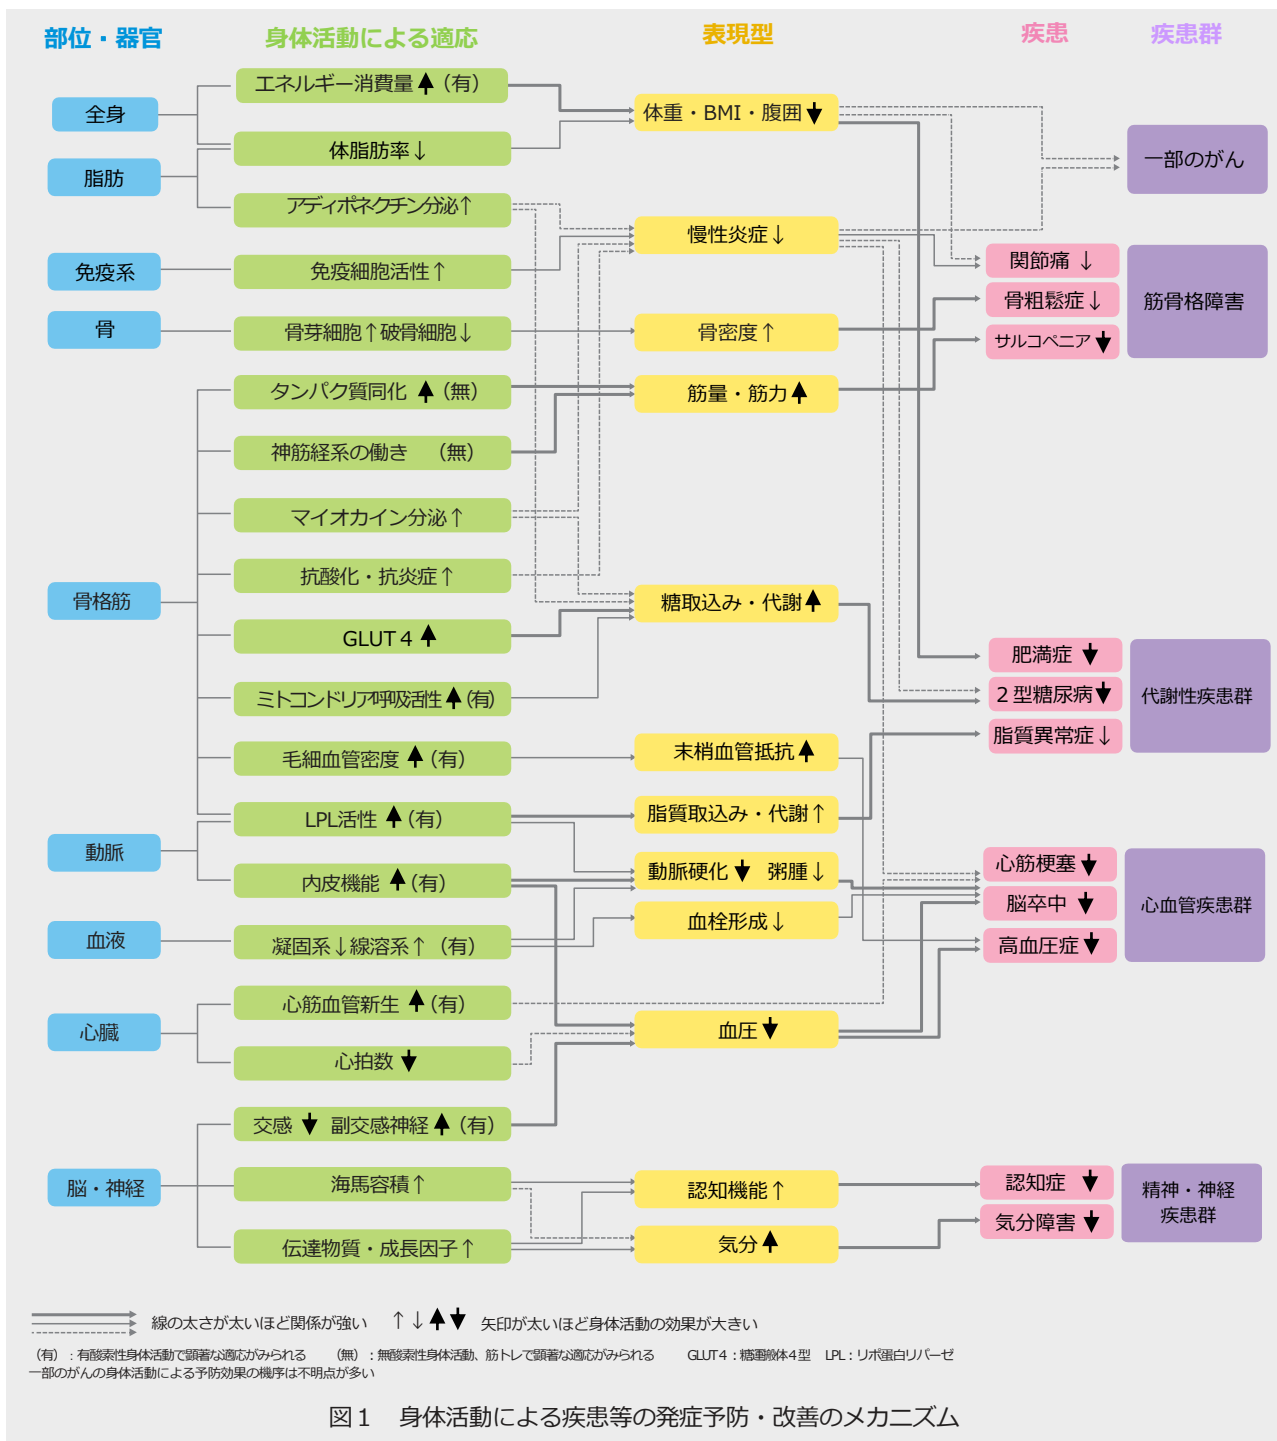 部位・器官
身体活動による適応
表現型
疾患
疾患群
全身
脂肪
免疫系
骨
骨格筋
動脈
血液
心臓
脳・神経
エネルギー消費量 ⬆ (有)
体脂肪率↓
アディポネクチン分泌↑
免疫細胞活性↑
骨芽細胞↑破骨細胞↓
タンパク質同化 ⬆ (無)
神筋経系の働き (無)
マイオカイン分泌↑
抗酸化・抗炎症↑
GLUT４⬆
ミトコンドリア呼吸活性⬆(有)
毛細血管密度 ⬆ (有)
LPL活性 ⬆ (有)
内皮機能 ⬆ (有)
凝固系↓線溶系↑ (有)
心筋血管新生 ⬆ (有)
心拍数 ⬇
交感 ⬇ 副交感神経 ⬆ (有)
海馬容積↑
伝達物質・成長因子↑
体重・BMI・腹囲⬇
慢性炎症↓
骨密度↑
筋量・筋力⬆
糖取込み・代謝⬆
末梢血管抵抗⬆
脂質取込み・代謝↑
動脈硬化 ⬇ 粥腫↓
血栓形成↓
血圧⬇
認知機能↑
気分⬆
関節痛 ↓
骨粗鬆症↓
サルコペニア⬇
肥満症 ⬇
２型糖尿病⬇
脂質異常症↓
心筋梗塞⬇
脳卒中 ⬇
高血圧症⬇
認知症 ⬇
気分障害⬇
一部のがん
筋骨格障害
代謝性疾患群
心血管疾患群
精神・神経
疾患群
線の太さが太いほど関係が強い ↑↓⬆⬇ 矢印が太いほど身体活動の効果が大きい
(有)：有酸素性身体活動で顕著な適応がみられる (無)：無酸素性身体活動、筋トレで顕著な適応がみられる GLUT４：糖運搬体４型 LPL：リポ蛋白リパーゼ
一部のがんの身体活動による予防効果の機序は不明点が多い
図１ 身体活動による疾患等の発症予防・改善のメカニズム